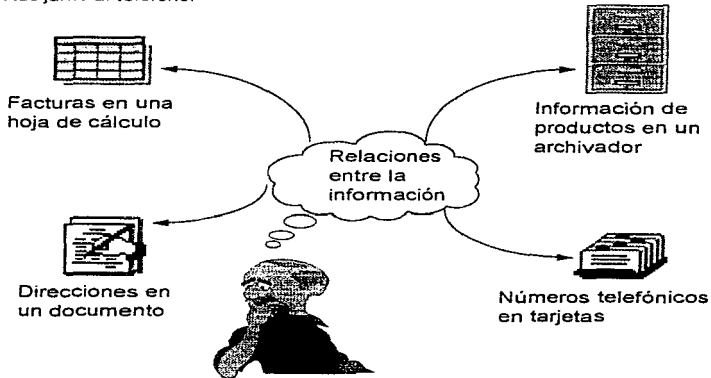 Facturas en una
hoja de cálculo
Información de
productos en un
archivador
Relaciones
entre la
información
Direcciones en
un documento
Números telefónicos
en tarjetas